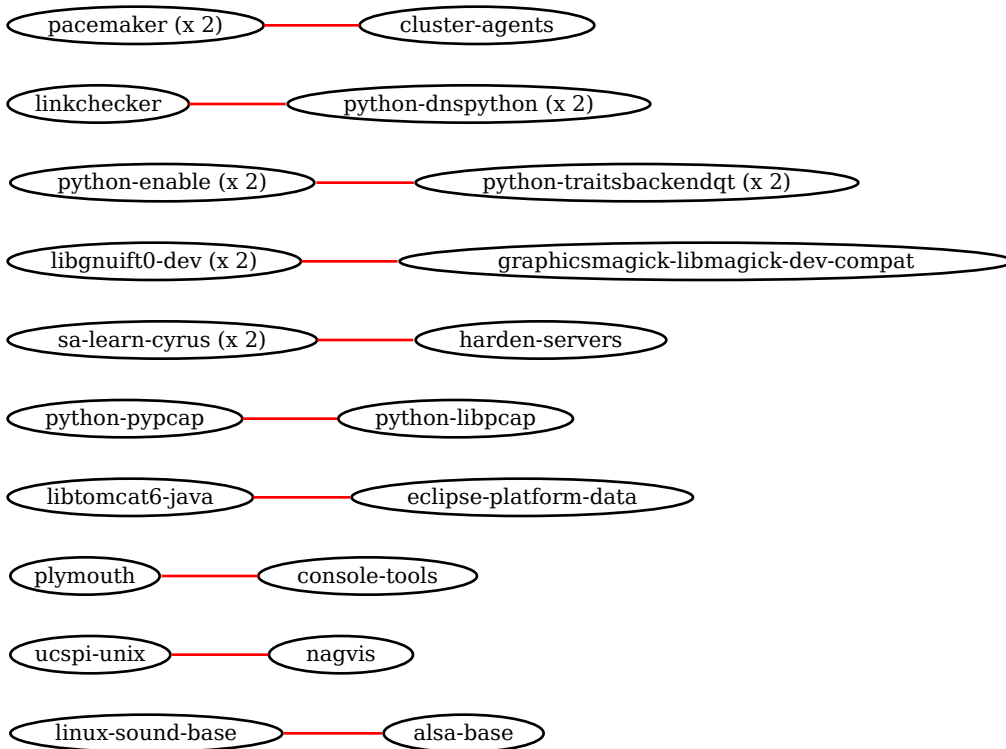 pacemaker (x 2) cluster-agents
linkchecker python-dnspython (x 2)
python-enable (x 2) python-traitsbackendqt (x 2)
libgnuift0-dev (x 2) graphicsmagick-libmagick-dev-compat
sa-learn-cyrus (x 2) harden-servers
python-pypcap python-libpcap
libtomcat6-java eclipse-platform-data
plymouth console-tools
ucspi-unix nagvis
linux-sound-base alsa-base